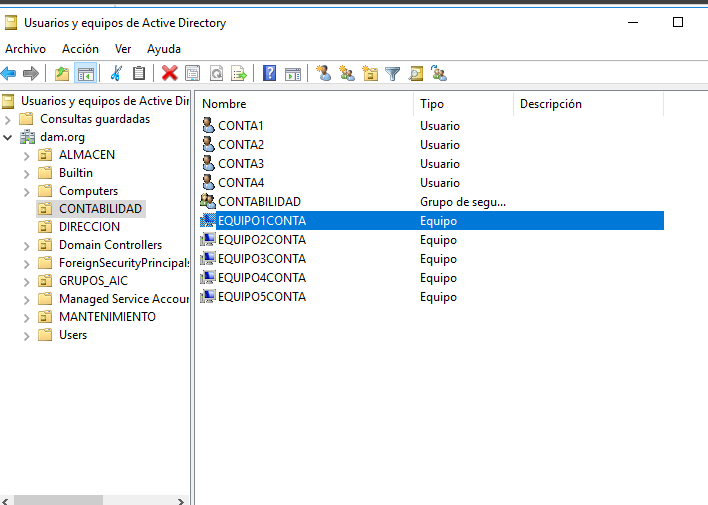 Usuarios y equipos de Active Directory
Archivo Acción Ver Ayuda
Usuarios y equipos de Active Dir
Consultas guardadas
dam.org
ALMACEN
Builtin
Computers
CONTABILIDAD
DIRECCION
Domain Controllers
ForeignSecurityPrincipals
GRUPOS_AIC
Managed Service Accour
MANTENIMIENTO
Users
Nombre Tipo Descripción
CONTA1 Usuario
CONTA2 Usuario
CONTA3 Usuario
CONTA4 Usuario
CONTABILIDAD Grupo de segu...
EQUIPO1CONTA Equipo
EQUIPO2CONTA Equipo
EQUIPO3CONTA Equipo
EQUIPO4CONTA Equipo
EQUIPO5CONTA Equipo